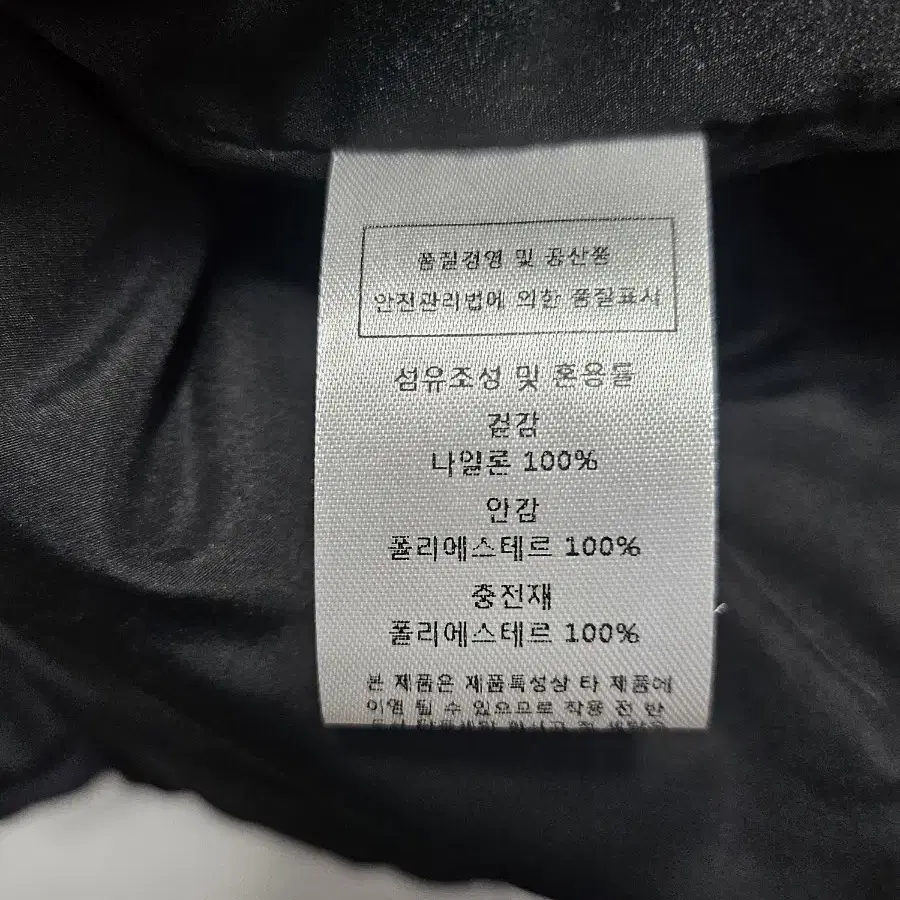 품질경영 및 공산품
안전관리법에 의한 품질표시
섬유조성 및 혼용률
겉감
나일론 100%
안감
폴리에스테르 100%
충전재
폴리에스테르 100%
본 제품은 제품특성상 타 제품에
이염 될 수 있으므로 착용 전 반